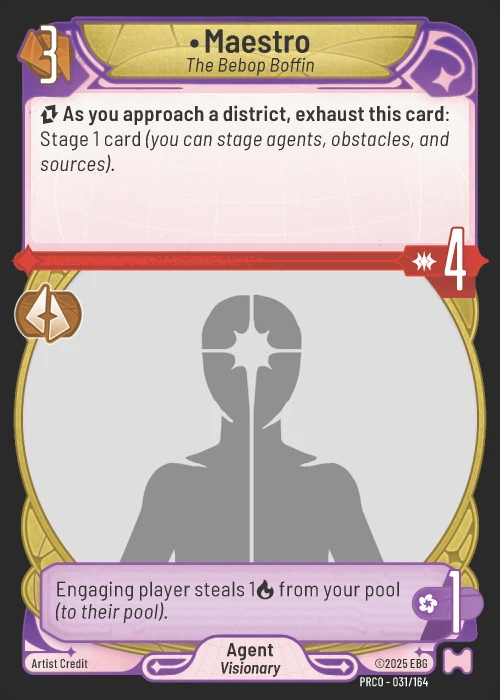 3
• Maestro
The Bebop Boffin
As you approach a district, exhaust this card:
Stage 1 card (you can stage agents, obstacles, and
sources).
4
Engaging player steals 1 from your pool
(to their pool).
1
Agent
Visionary
Artist Credit
©2025 EBG
PRCO - 031/164